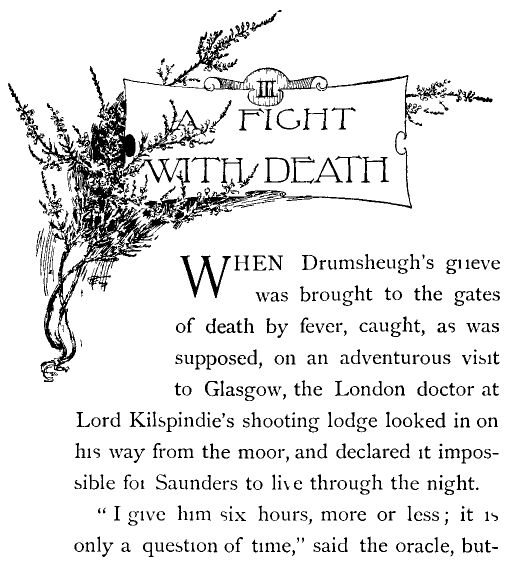 III
A FIGHT
WITH DEATH
WHEN Drumsheugh's grieve
was brought to the gates
of death by fever, caught, as was
supposed, on an adventurous visit
to Glasgow, the London doctor at
Lord Kilspindie's shooting lodge looked in on
his way from the moor, and declared it impos-
sible for Saunders to live through the night.
"I give him six hours, more or less; it is
only a question of time," said the oracle, but-